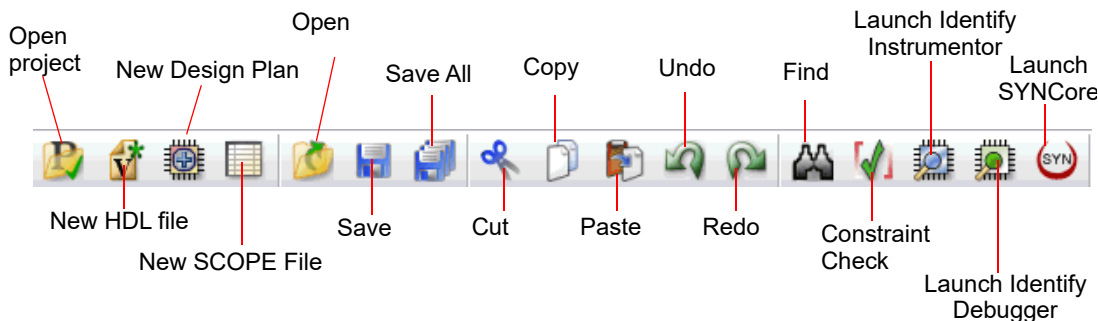 Open
project
New Design Plan
Open
Save All
Copy
Undo
Find
Launch Identify
Instrumentor
Launch
SYNCore
P
V
SYN
New HDL file
New SCOPE File
Save
Cut
Paste
Redo
Constraint
Check
Launch Identify
Debugger